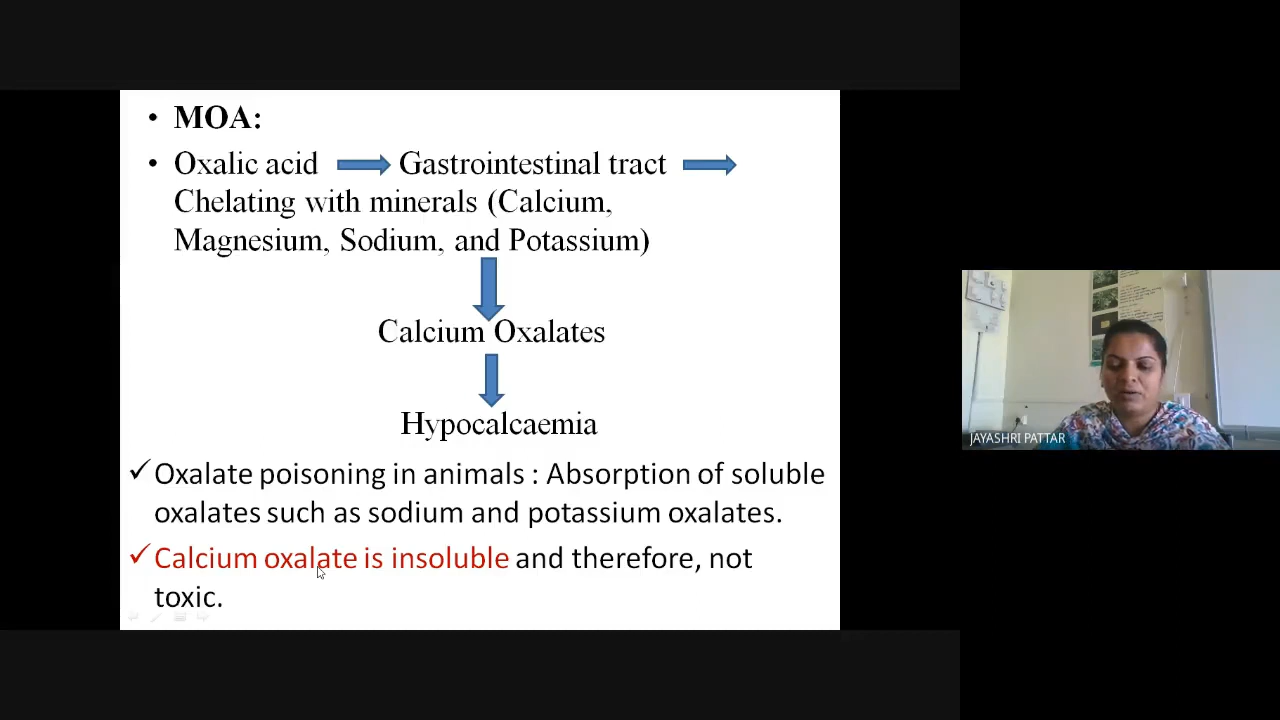 • MOA:
• Oxalic acid Gastrointestinal tract
Chelating with minerals (Calcium,
Magnesium, Sodium, and Potassium)
Calcium Oxalates
Hypocalcaemia
✓Oxalate poisoning in animals : Absorption of soluble
oxalates such as sodium and potassium oxalates.
✓Calcium oxalate is insoluble and therefore, not
toxic.
JAYASHRI PATTAR